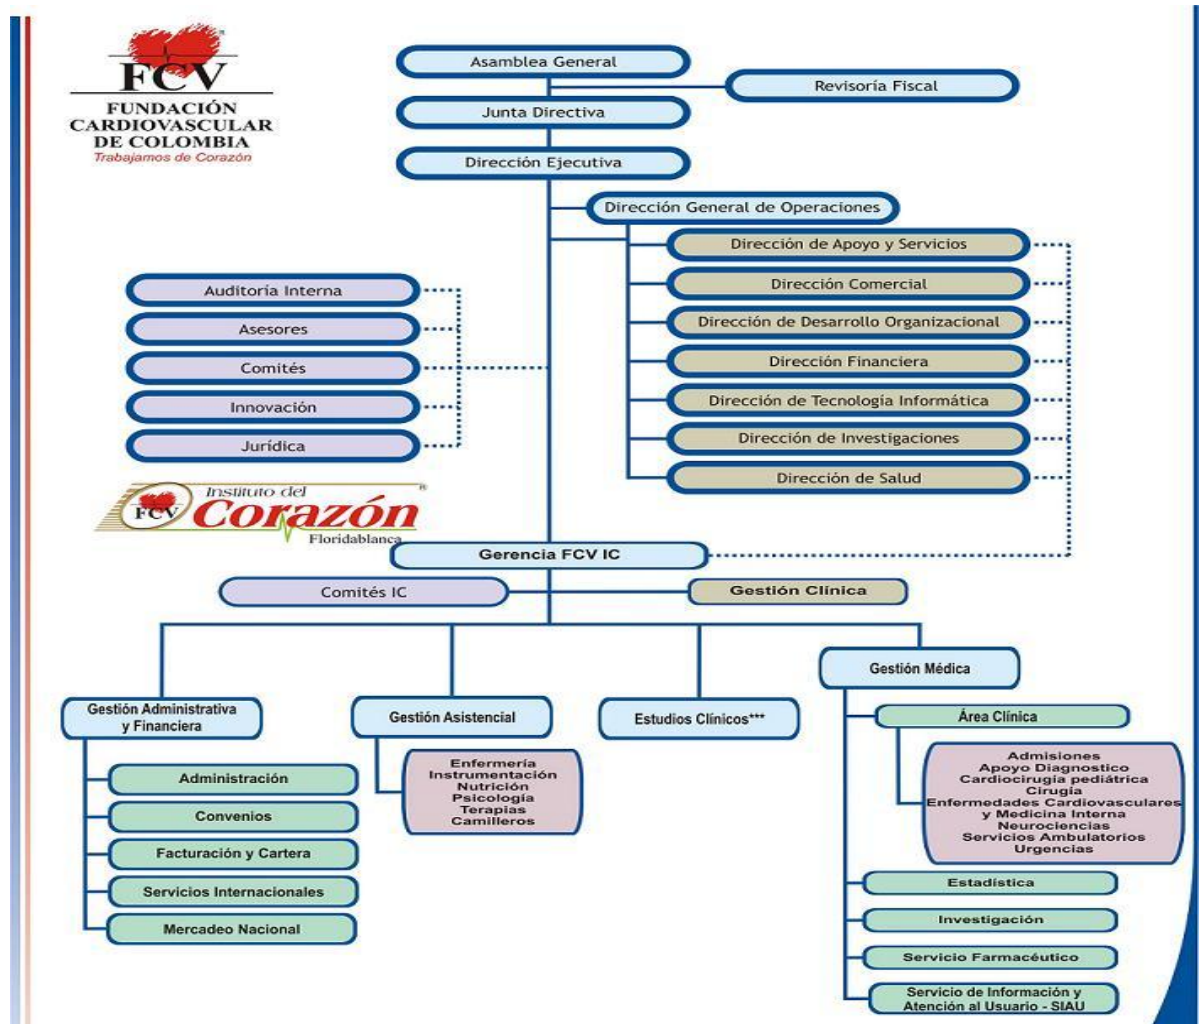 FCV
FUNDACIÓN
CARDIOVASCULAR
DE COLOMBIA
Trabajamos de Corazón
Asamblea General
Revisoría Fiscal
Junta Directiva
Dirección Ejecutiva
Dirección General de Operaciones
Dirección de Apoyo y Servicios
Dirección Comercial
Dirección de Desarrollo Organizacional
Dirección Financiera
Dirección de Tecnología Informática
Dirección de Investigaciones
Dirección de Salud
Auditoría Interna
Asesores
Comités
Innovación
Jurídica
FCV
Instituto del
®
Corazón
Floridablanca
Gerencia FCV IC
Comités IC
Gestión Clínica
Gestión Administrativa
y Financiera
Administración
Convenios
Facturación y Cartera
Servicios Internacionales
Mercadeo Nacional
Gestión Asistencial
Enfermería
Instrumentación
Nutrición
Psicología
Terapias
Camilleros
Estudios Clínicos***
Gestión Médica
Área Clínica
Admisiones
Apoyo Diagnostico
Cardiocirugía pediátrica
Cirugía
Enfermedades Cardiovasculares
y Medicina Interna
Neurociencias
Servicios Ambulatorios
Urgencias
Estadística
Investigación
Servicio Farmacéutico
Servicio de Información y
Atención al Usuario - SIAU